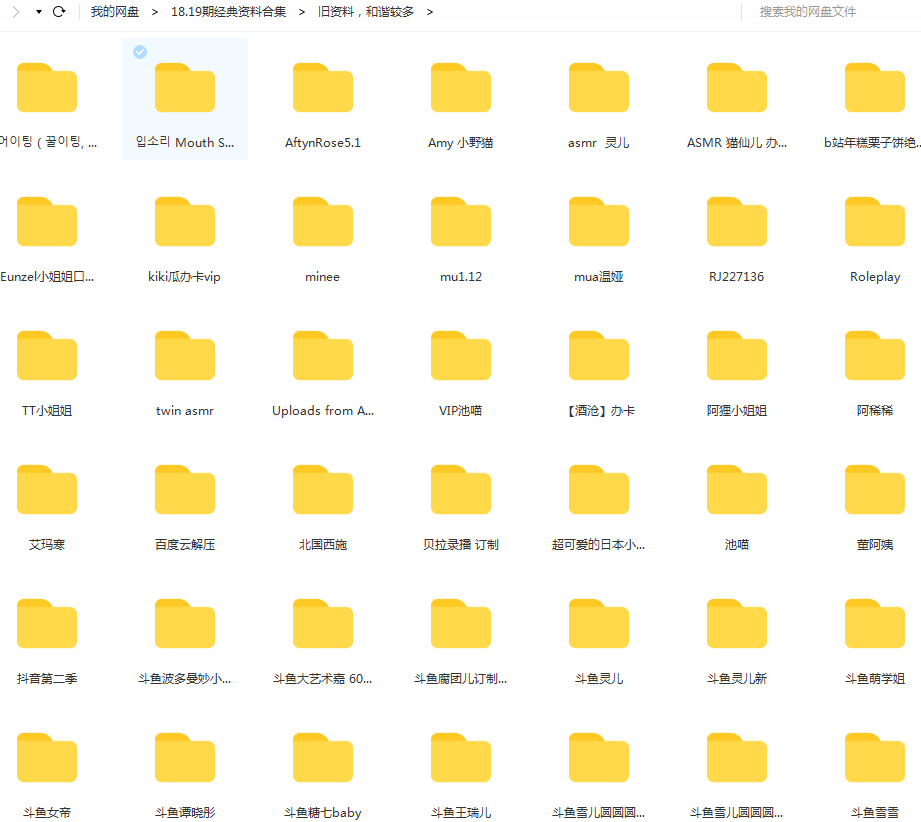 我的网盘 > 18.19期经典资料合集 > 旧资料，和谐较多 >
搜索我的网盘文件
어이팅 ( 꿀이팅, ...
입소리 Mouth S...
AftynRose5.1
Amy 小野猫
asmr 灵儿
ASMR 猫仙儿 办...
b站年糕栗子饼绝...
Eunzel小姐姐口...
kiki瓜办卡vip
minee
mu1.12
mua温娅
RJ227136
Roleplay
TT小姐姐
twin asmr
Uploads from A...
VIP池喵
【酒沧】办卡
阿狸小姐姐
阿稀稀
艾玛寒
百度云解压
北国西施
贝拉录播 订制
超可爱的日本小...
池喵
董阿姨
抖音第二季
斗鱼波多曼妙小...
斗鱼大艺术嘉 60...
斗鱼魔团儿订制...
斗鱼灵儿
斗鱼灵儿新
斗鱼萌学姐
斗鱼女帝
斗鱼谭晓彤
斗鱼糖七baby
斗鱼王瑞儿
斗鱼雪儿圆圆圆...
斗鱼雪儿圆圆圆...
斗鱼雪雪